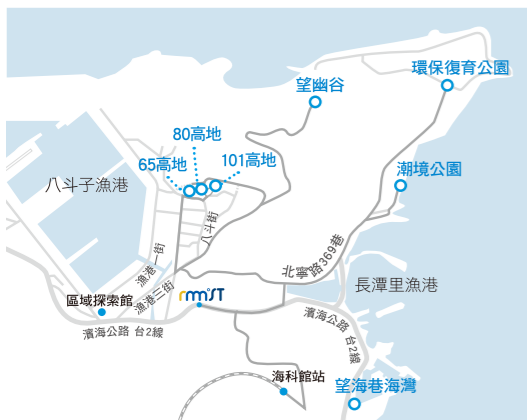 環保復育公園
望幽谷
80高地
65高地
101高地
潮境公園
八斗子漁港
八斗街
漁港一街
北寧路369巷
長潭里漁港
漁港三街
區域探索館
nmmST
濱海公路 台2線
濱海公路 台2線
海科館站
望海巷海灣